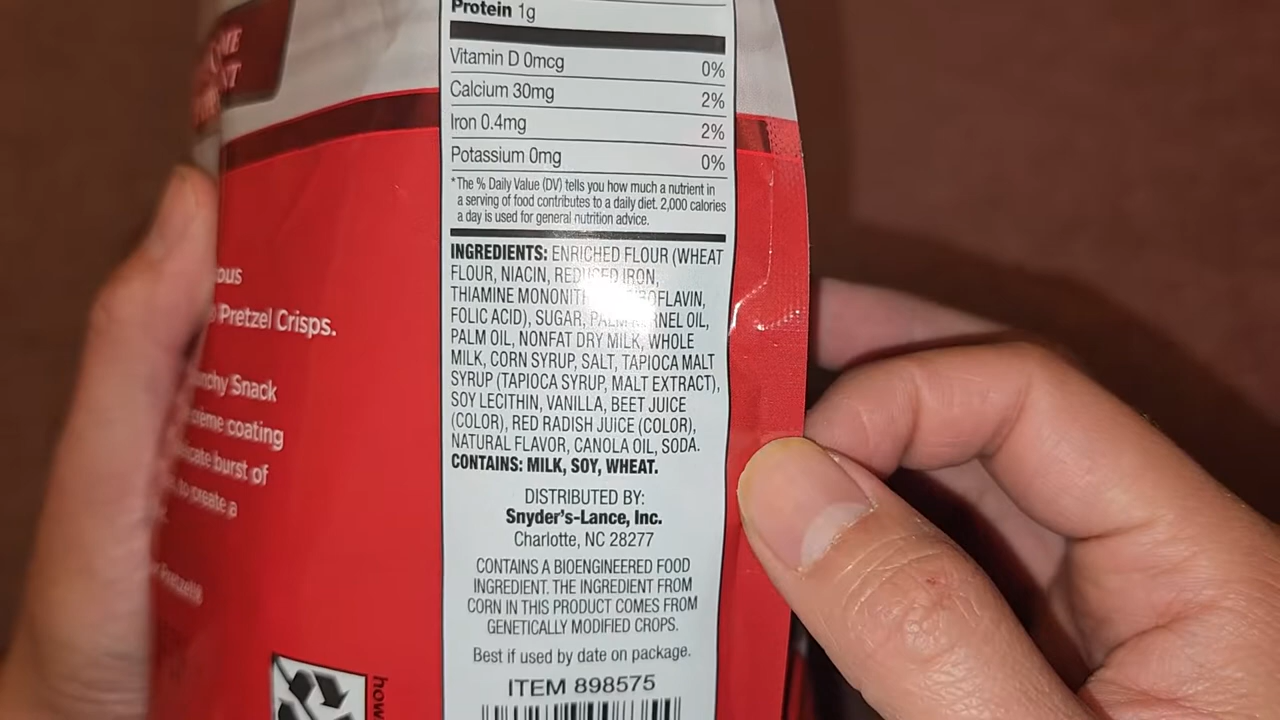 Protein 1g
Vitamin D 0mcg 0%
Calcium 30mg 2%
Iron 0.4mg 2%
Potassium 0mg 0%
*The % Daily Value (DV) tells you how much a nutrient in
a serving of food contributes to a daily diet. 2,000 calories
a day is used for general nutrition advice.
INGREDIENTS: ENRICHED FLOUR (WHEAT
FLOUR, NIACIN, REDUCED IRON,
THIAMINE
FOLIC ACID), SUGAR, PALM KERNEL OIL,
PALM OIL, NONFAT DRY MILK, WHOLE
MILK, CORN SYRUP, SALT, TAPIOCA MALT
SYRUP (TAPIOCA SYRUP, MALT EXTRACT),
SOY LECITHIN, VANILLA, BEET JUICE
(COLOR), RED RADISH JUICE (COLOR),
NATURAL FLAVOR, CANOLA OIL, SODA.
CONTAINS: MILK, SOY, WHEAT.
DISTRIBUTED BY:
Snyder's-Lance, Inc.
Charlotte, NC 28277
CONTAINS A BIOENGINEERED FOOD
INGREDIENT. THE INGREDIENT FROM
CORN IN THIS PRODUCT COMES FROM
GENETICALLY MODIFIED CROPS.
Best if used by date on package.
ITEM 898575
Pretzel Crisps.
Snack
crème coating
burst of
to create a